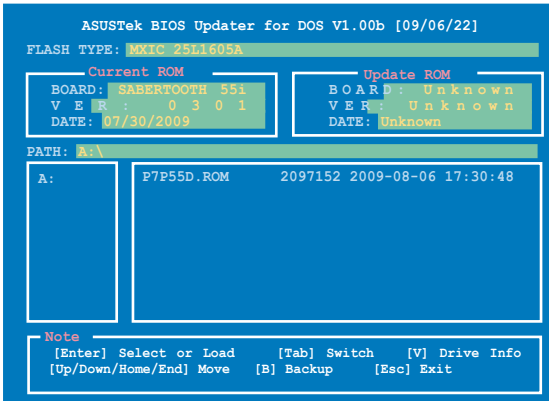 ASUSTek BIOS Updater for DOS V1.00b [09/06/22]
FLASH TYPE: MXIC 25L1605A
Current ROM
BOARD: SABERTOOTH 55i
VER: 0301
DATE: 07/30/2009
Update ROM
BOARD: Unknown
VER: Unknown
DATE: Unknown
PATH: A:\
A:
P7P55D.ROM 2097152 2009-08-06 17:30:48
Note
[Enter] Select or Load [Tab] Switch [V] Drive Info
[Up/Down/Home/End] Move [B] Backup [Esc] Exit